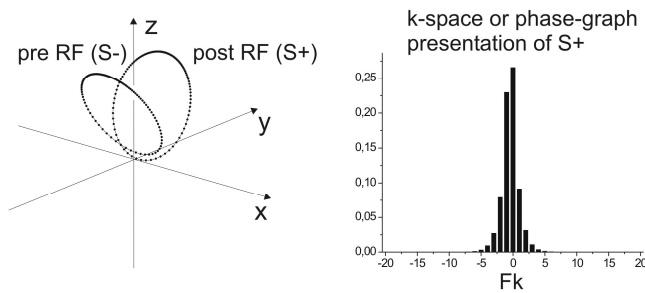 z
pre RF (S-)
post RF (S+)
y
x
k-space or phase-graph
presentation of S+
0,25
0,20
0,15
0,10
0,05
0,00
-20 -15 -10 -5 0 5 10 15 20
Fk